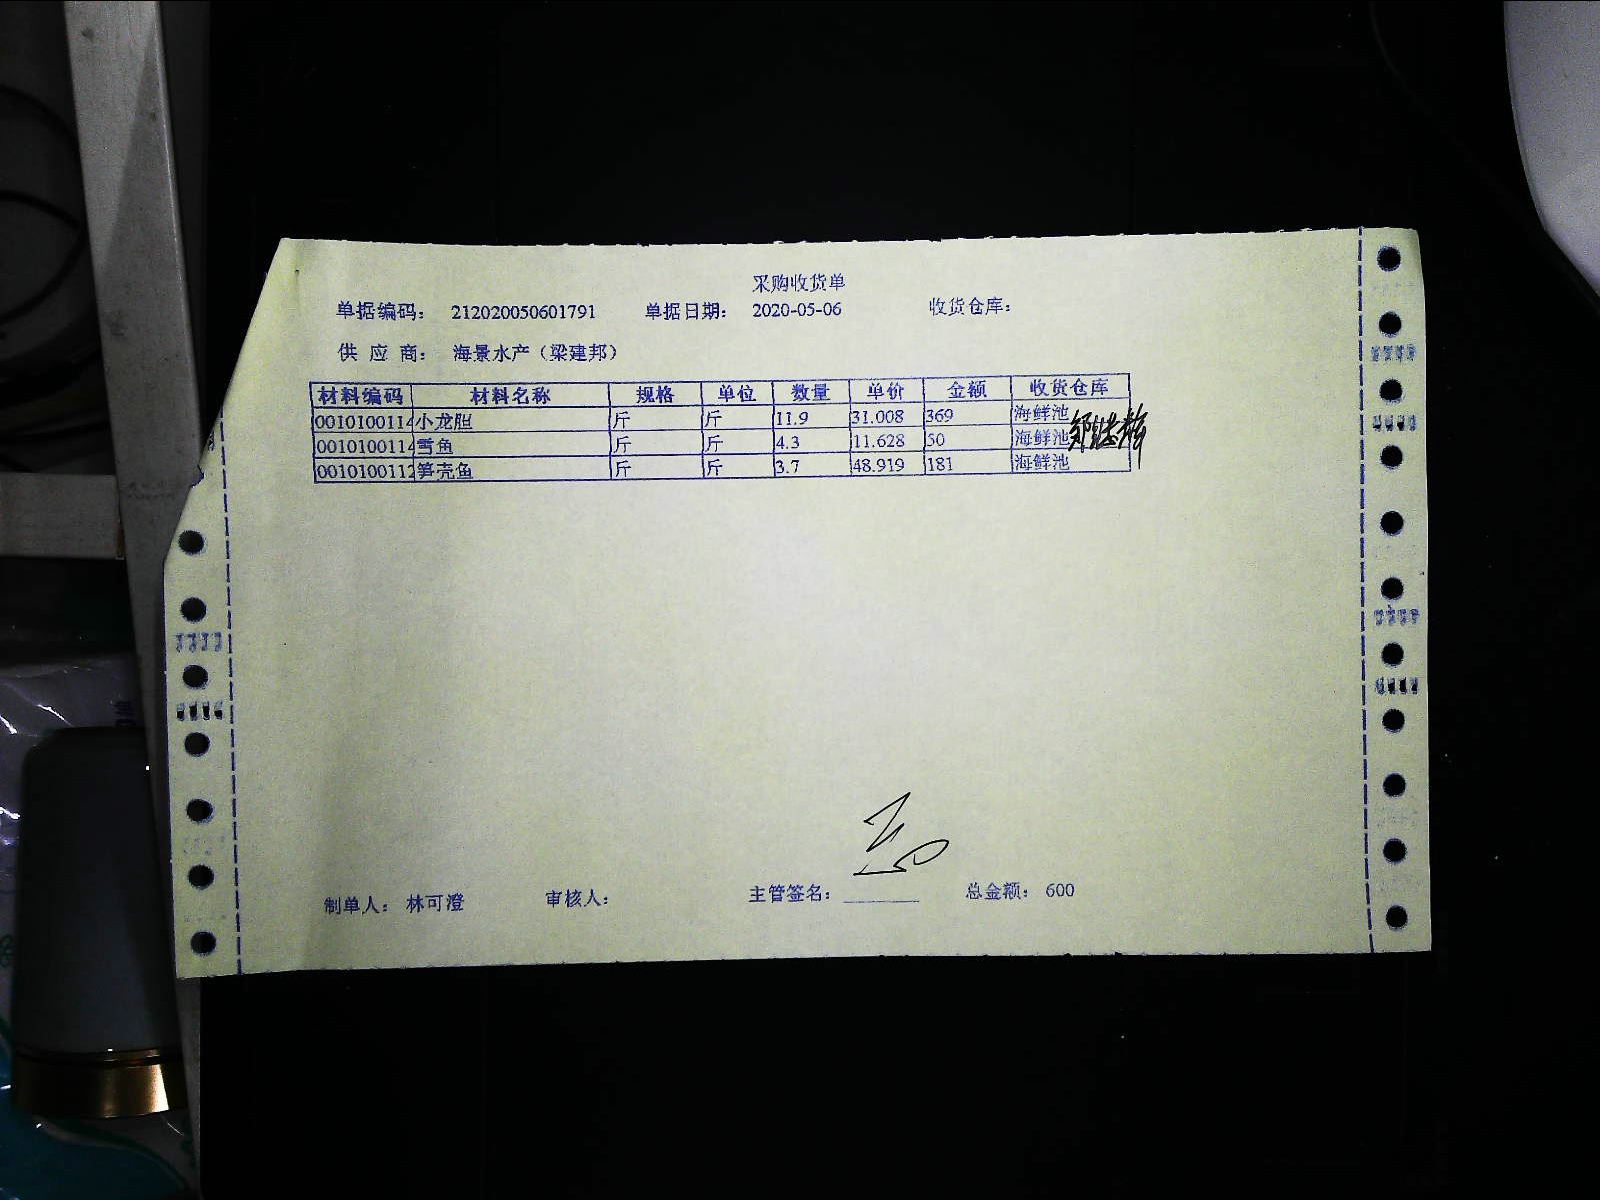 采购收货单
单据编码： 212020050601791 单据日期： 2020-05-06 收货仓库：
供 应 商： 海景水产（梁建邦）
材料编码 材料名称 规格 单位 数量 单价 金额 收货仓库
0010100114 小龙胆 斤 斤 11.9 31.008 369 海鲜池
0010100114 雪鱼 斤 斤 4.3 11.628 50 海鲜池
0010100112 笋壳鱼 斤 斤 3.7 48.919 181 海鲜池
制单人： 林可澄 审核人： 主管签名： 总金额： 600